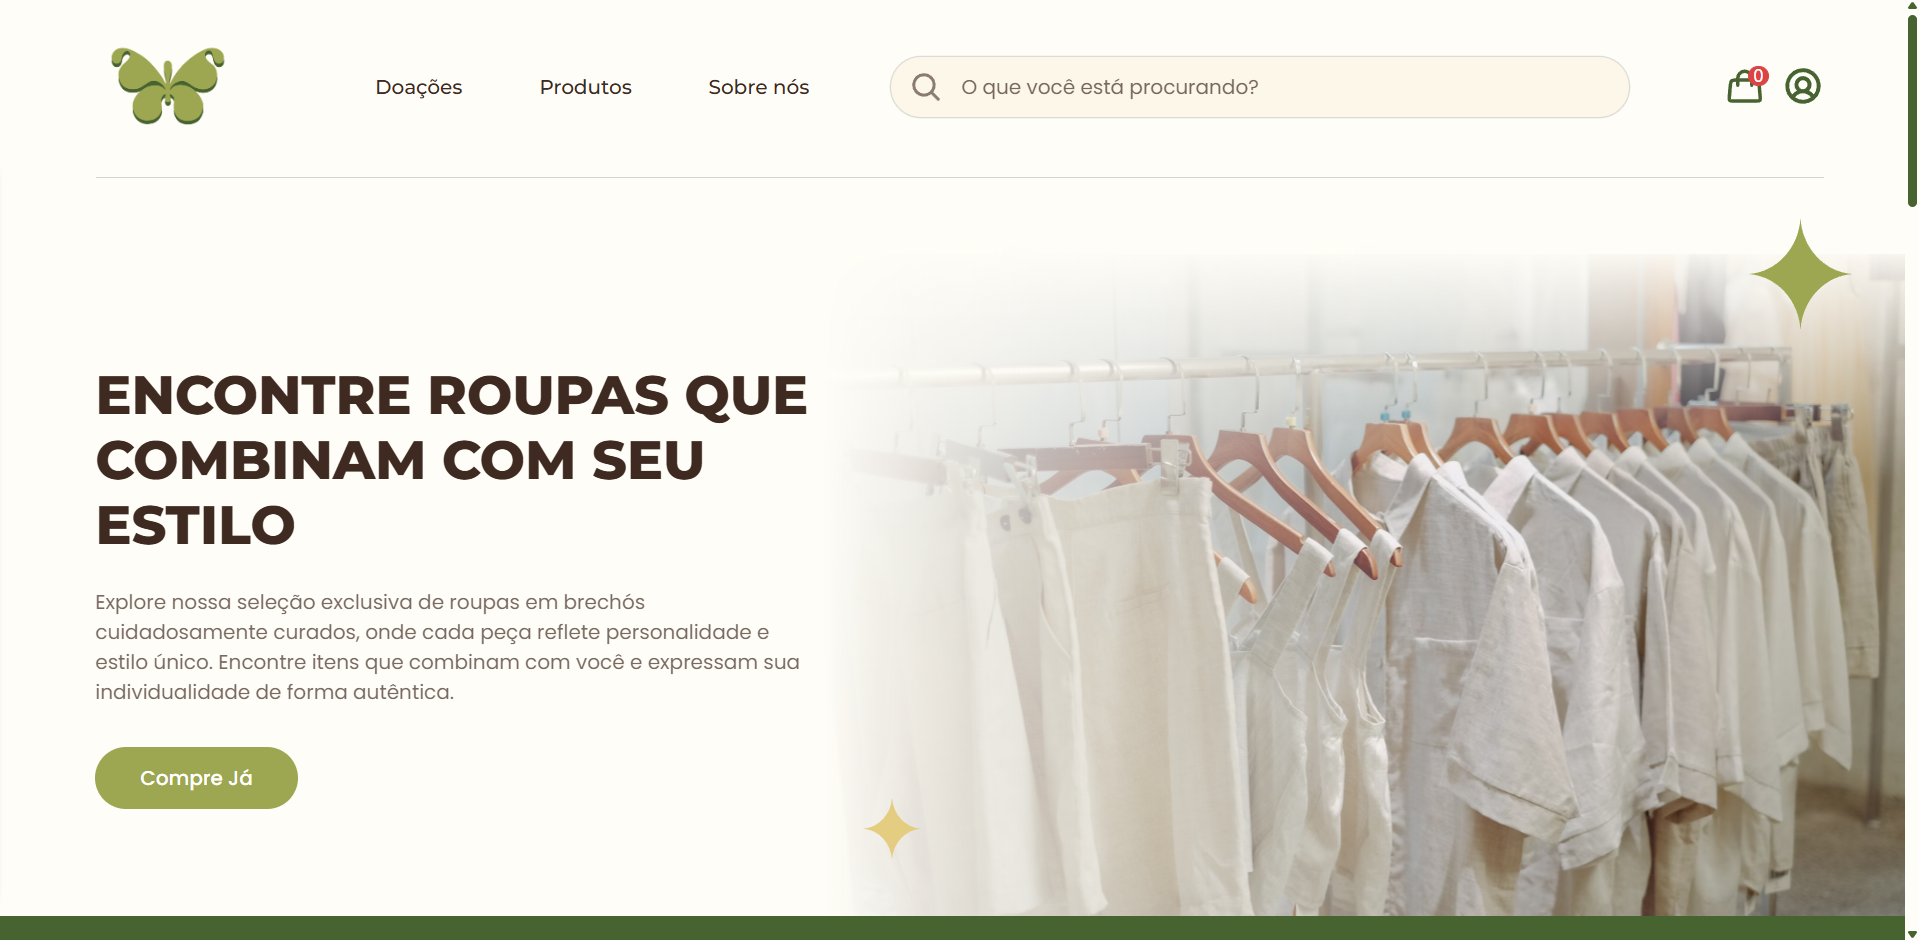 Doações
Produtos
Sobre nós
O que você está procurando?
0
ENCONTRE ROUPAS QUE
COMBINAM COM SEU
ESTILO
Explore nossa seleção exclusiva de roupas em brechós
cuidadosamente curados, onde cada peça reflete personalidade e
estilo único. Encontre itens que combinam com você e expressam sua
individualidade de forma autêntica.
Compre Já